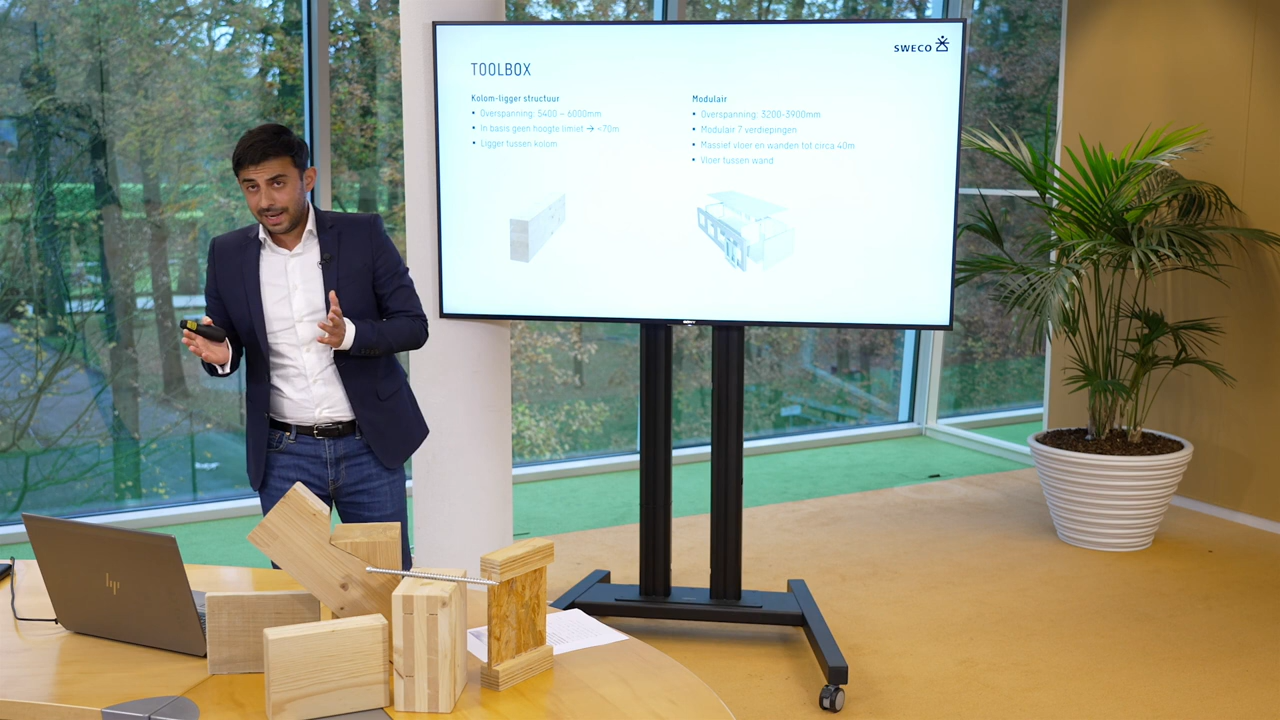 SWECO
TOOLBOX
Kolom-ligger structuur
• Overspanning: 5400 – 6000mm
• In basis geen hoogte limiet → <70m
• Ligger tussen kolom
Modulair
• Overspanning: 3200-3900mm
• Modulair 7 verdiepingen
• Massief vloer en wanden tot circa 40m
• Vloer tussen wand
hp